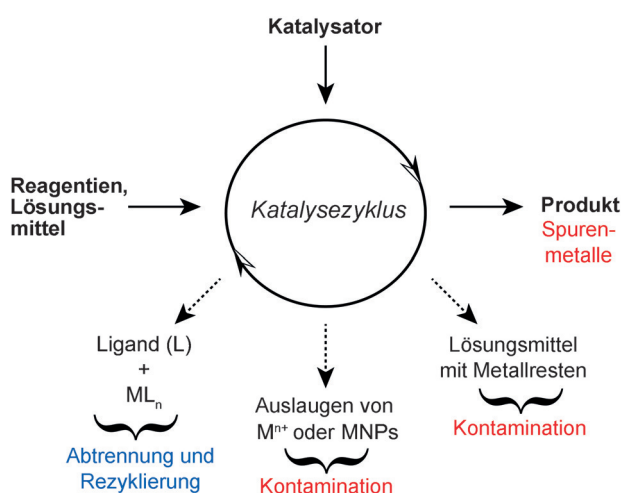 Katalysator
Reagentien,
Lösungs-
mittel
Katalysezyklus
Produkt
Spuren-
metalle
Ligand (L)
+
MLn
Abtrennung und
Rezyklierung
Auslaugen von
Mn+ oder MNPs
Kontamination
Lösungsmittel
mit Metallresten
Kontamination